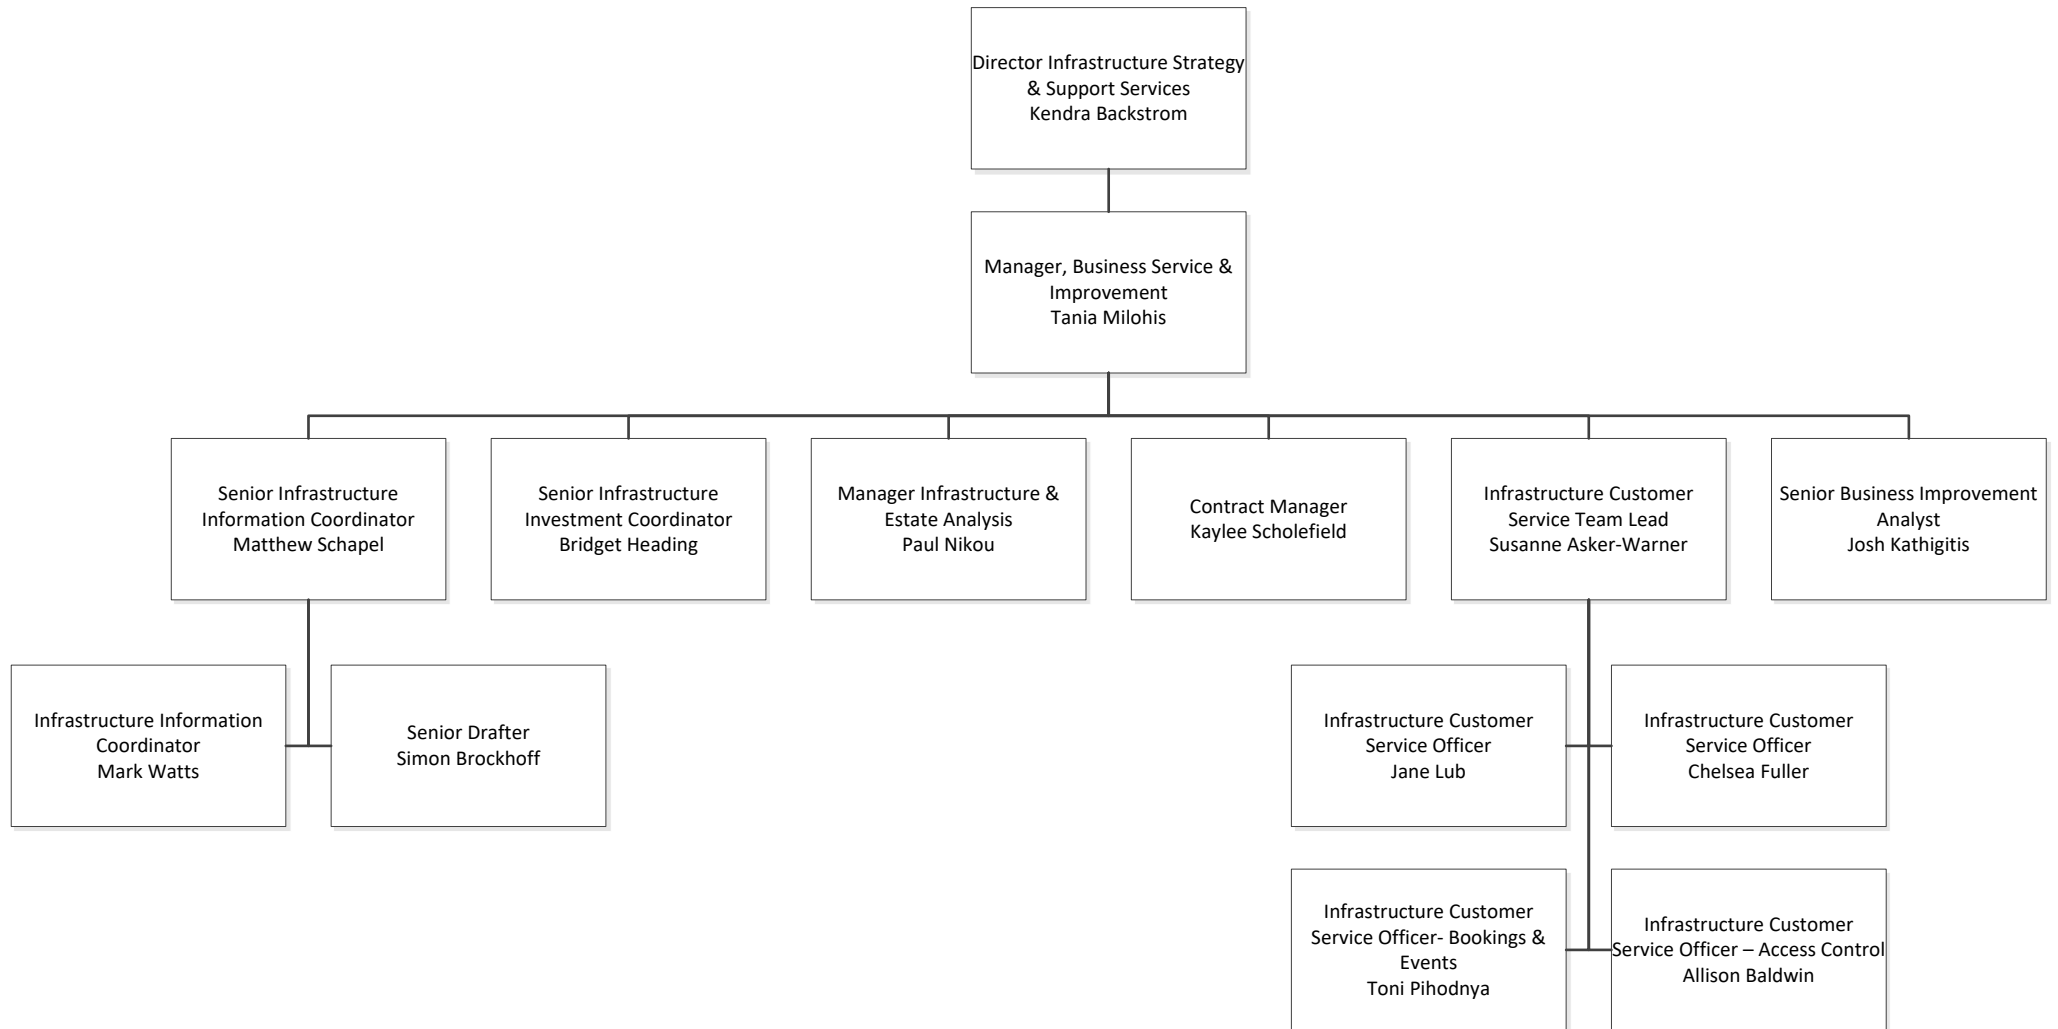 Director Infrastructure Strategy
& Support Services
Kendra Backstrom
Manager, Business Service &
Improvement
Tania Milohis
Senior Infrastructure
Information Coordinator
Matthew Schapel
Senior Infrastructure
Investment Coordinator
Bridget Heading
Manager Infrastructure &
Estate Analysis
Paul Nikou
Contract Manager
Kaylee Scholefield
Infrastructure Customer
Service Team Lead
Susanne Asker-Warner
Senior Business Improvement
Analyst
Josh Kathigitis
Infrastructure Information
Coordinator
Mark Watts
Senior Drafter
Simon Brockhoff
Infrastructure Customer
Service Officer
Jane Lub
Infrastructure Customer
Service Officer
Chelsea Fuller
Infrastructure Customer
Service Officer- Bookings &
Events
Toni Pihodnya
Infrastructure Customer
Service Officer – Access Control
Allison Baldwin